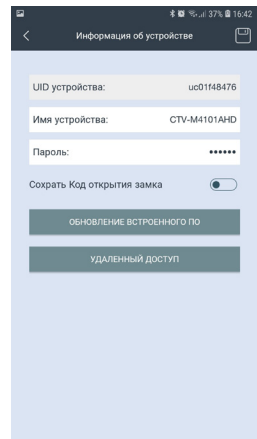 37% 16:42
Информация об устройстве
UID устройства: uc01f48476
Имя устройства: CTV-M4101AHD
Пароль: ••••••
Сохрать Код открытия замка
ОБНОВЛЕНИЕ ВСТРОЕННОГО ПО
УДАЛЕННЫЙ ДОСТУП